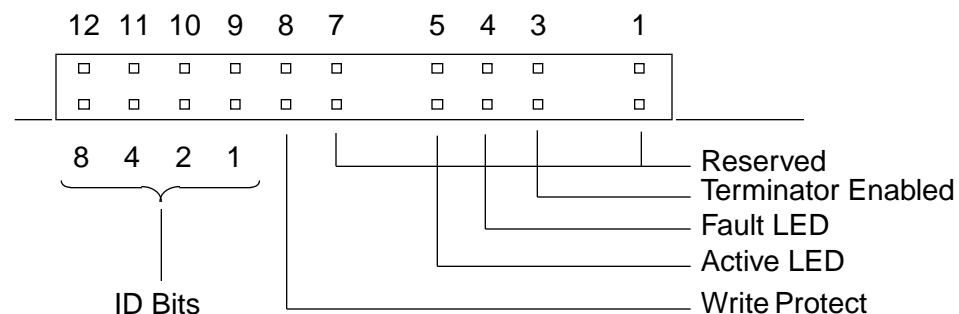 12 11 10 9 8 7 5 4 3 1
8 4 2 1
Reserved
Terminator Enabled
Fault LED
Active LED
ID Bits
Write Protect